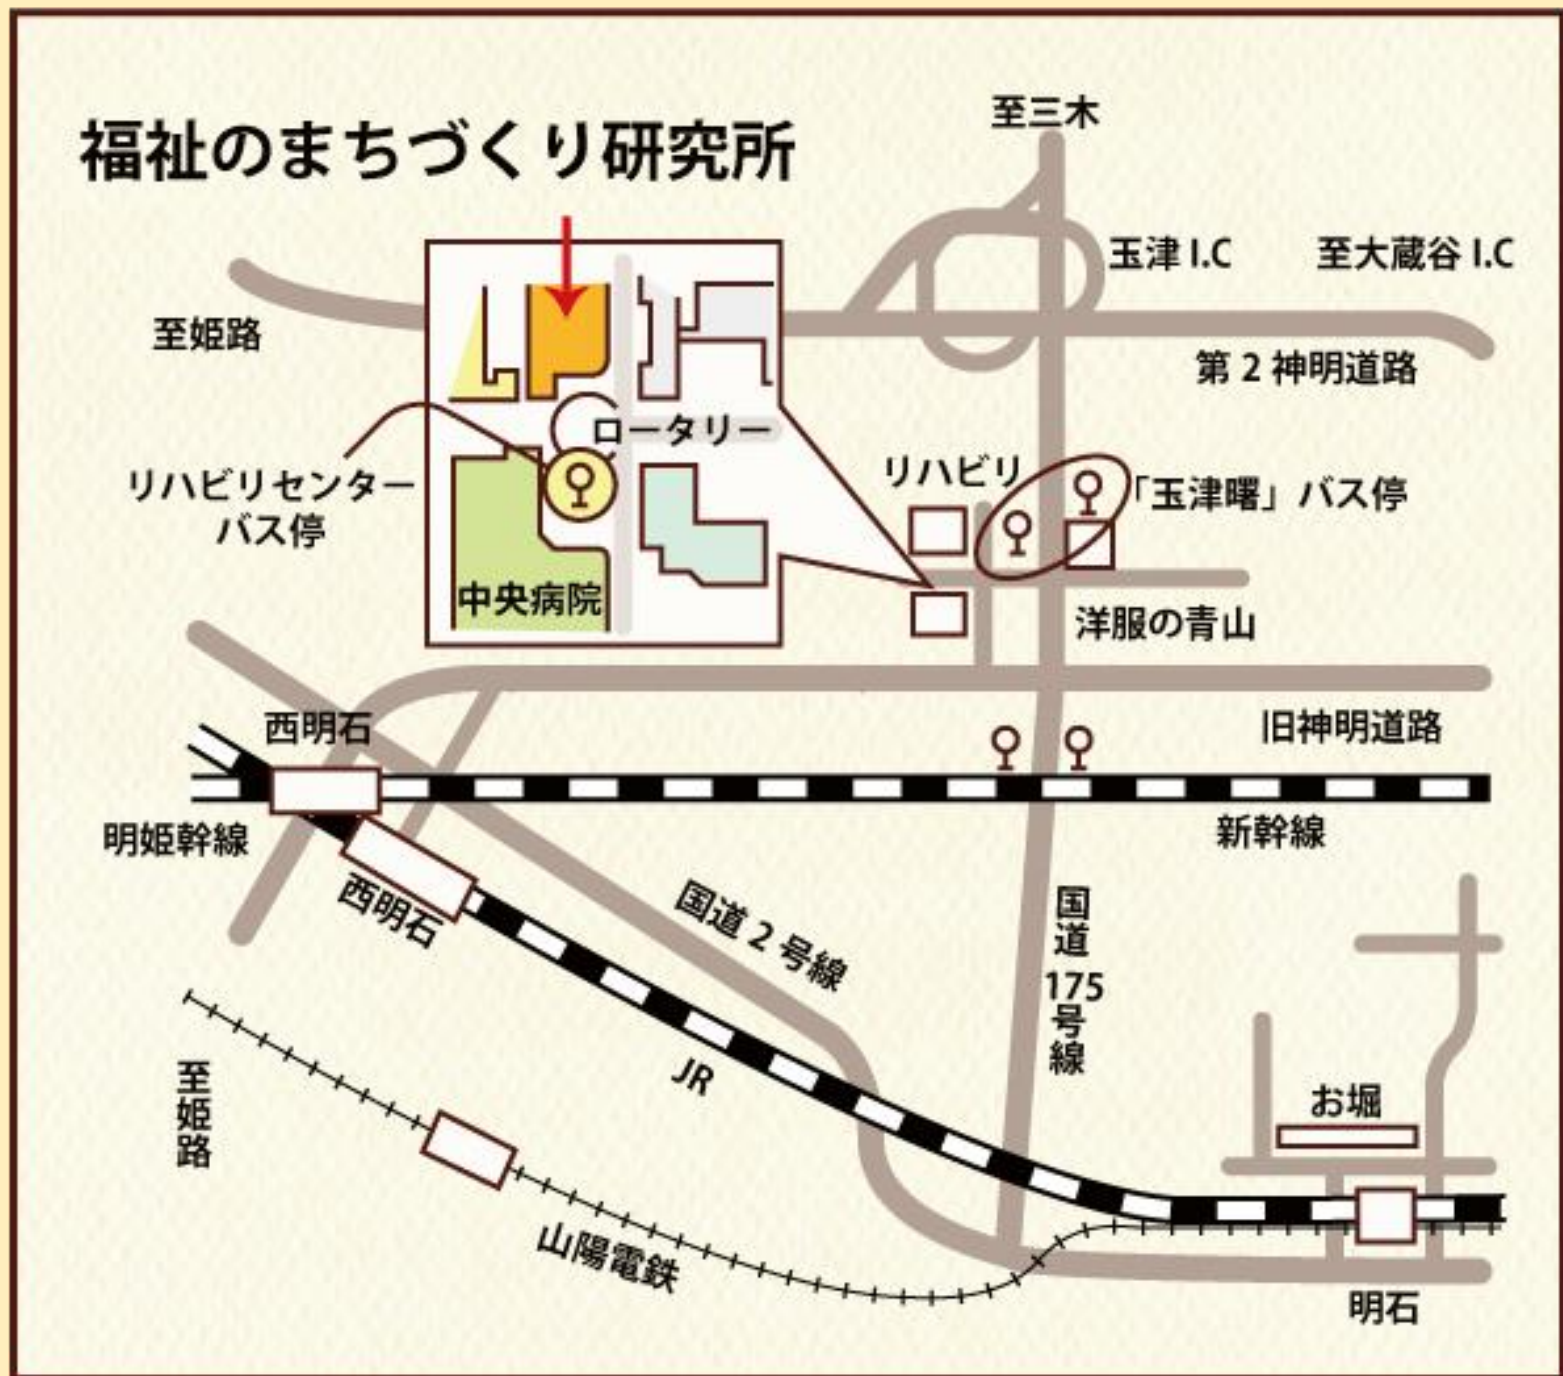 至三木
福祉のまちづくり研究所
玉津 I.C
至大蔵谷 I.C
至姫路
第 2 神明道路
ロータリー
リハビリ
リハビリセンター
バス停
「玉津曙」バス停
中央病院
洋服の青山
西明石
旧神明道路
明姫幹線
新幹線
西明石
国道 2 号線
国道175号線
JR
至姫路
お堀
山陽電鉄
明石